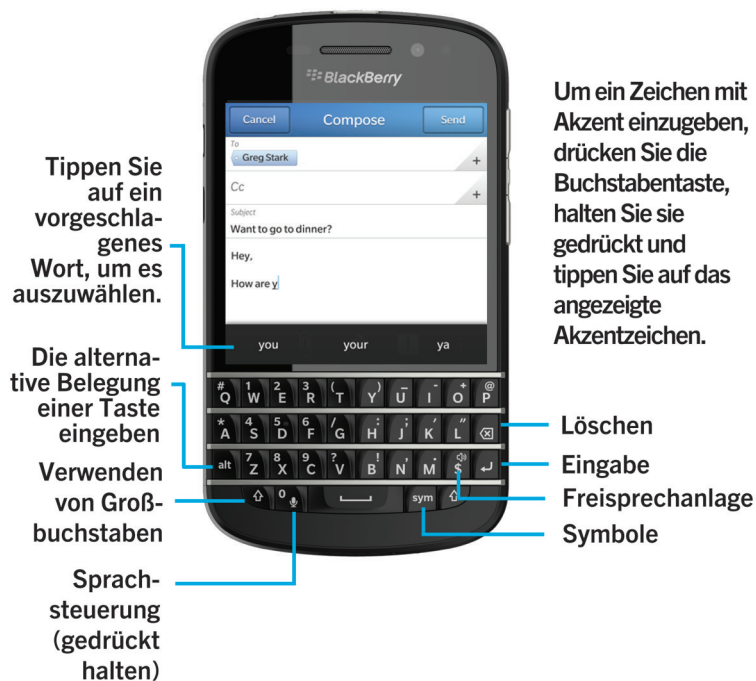 BlackBerry
Cancel Compose Send
To
Greg Stark
+
Cc
+
Subject
Want to go to dinner?
Hey,
How are y
you your ya
# Q 1 W 2 E 3 R ( T ) Y _ U - I + O @ P
* A 4 S 5 D 6 F / G : H ; J ' K " L
alt 7 Z 8 X 9 C ? V ! B , N . M $
0 sym
Tippen Sie
auf ein
vorgeschla-
genes
Wort, um es
auszuwählen.
Die alterna-
tive Belegung
einer Taste
eingeben
Verwenden
von Groß-
buchstaben
Sprach-
steuerung
(gedrückt
halten)
Um ein Zeichen mit
Akzent einzugeben,
drücken Sie die
Buchstabentaste,
halten Sie sie
gedrückt und
tippen Sie auf das
angezeigte
Akzentzeichen.
Löschen
Eingabe
Freisprechanlage
Symbole